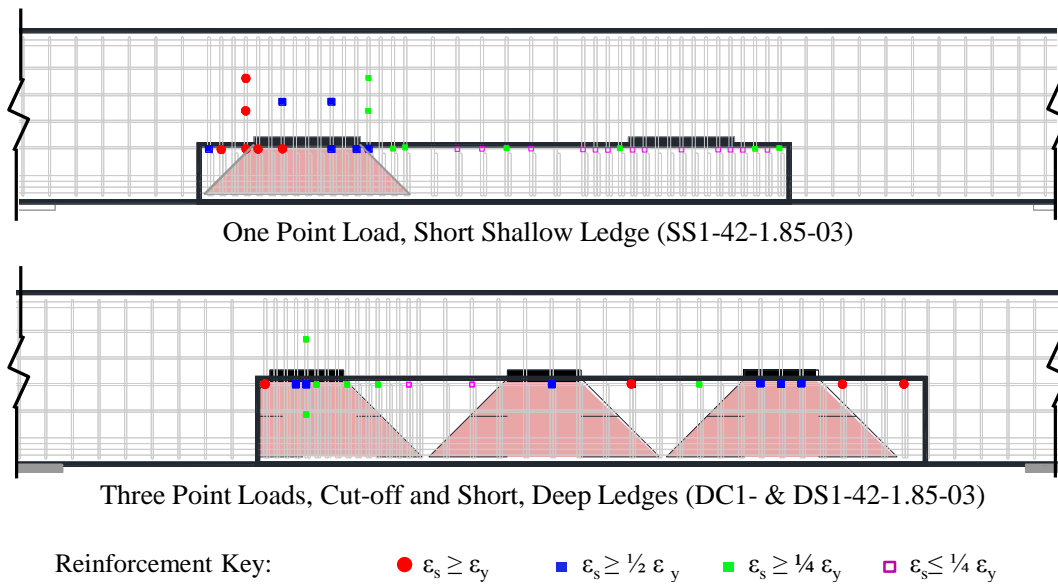 One Point Load, Short Shallow Ledge (SS1-42-1.85-03)
Three Point Loads, Cut-off and Short, Deep Ledges (DC1- & DS1-42-1.85-03)
Reinforcement Key: εs ≥ εy εs ≥ ½ εy εs ≥ ¼ εy εs ≤ ¼ εy